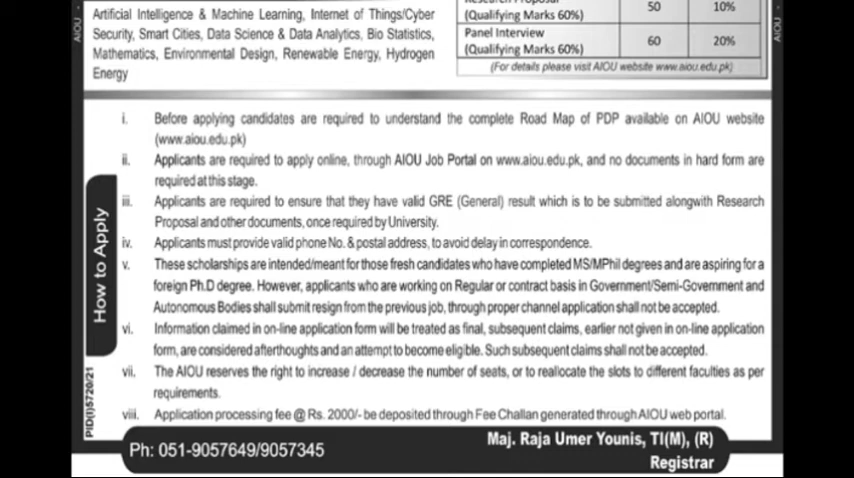 Artificial Intelligence & Machine Learning, Internet of Things/Cyber
Security, Smart Cities, Data Science & Data Analytics, Bio Statistics,
Mathematics, Environmental Design, Renewable Energy, Hydrogen
Energy
Research Proposal
(Qualifying Marks 60%) 50 10%
Panel Interview
(Qualifying Marks 60%) 60 20%
(For details please visit AIOU website www.aiou.edu.pk)
AIOU
AIOU
How to Apply
i. Before applying candidates are required to understand the complete Road Map of PDP available on AIOU website
(www.aiou.edu.pk)
ii. Applicants are required to apply online, through AIOU Job Portal on www.aiou.edu.pk, and no documents in hard form are
required at this stage.
iii. Applicants are required to ensure that they have valid GRE (General) result which is to be submitted alongwith Research
Proposal and other documents, once required by University.
iv. Applicants must provide valid phone No. & postal address, to avoid delay in correspondence.
v. These scholarships are intended/meant for those fresh candidates who have completed MS/MPhil degrees and are aspiring for a
foreign Ph.D degree. However, applicants who are working on Regular or contract basis in Government/Semi-Government and
Autonomous Bodies shall submit resign from the previous job, through proper channel application shall not be accepted.
vi. Information claimed in on-line application form will be treated as final, subsequent claims, earlier not given in on-line application
form, are considered afterthoughts and an attempt to become eligible. Such subsequent claims shall not be accepted.
vii. The AIOU reserves the right to increase / decrease the number of seats, or to reallocate the slots to different faculties as per
requirements.
viii. Application processing fee @ Rs. 2000/- be deposited through Fee Challan generated through AIOU web portal.
PID(I)5720/21
Ph: 051-9057649/9057345
Maj. Raja Umer Younis, TI(M), (R)
Registrar